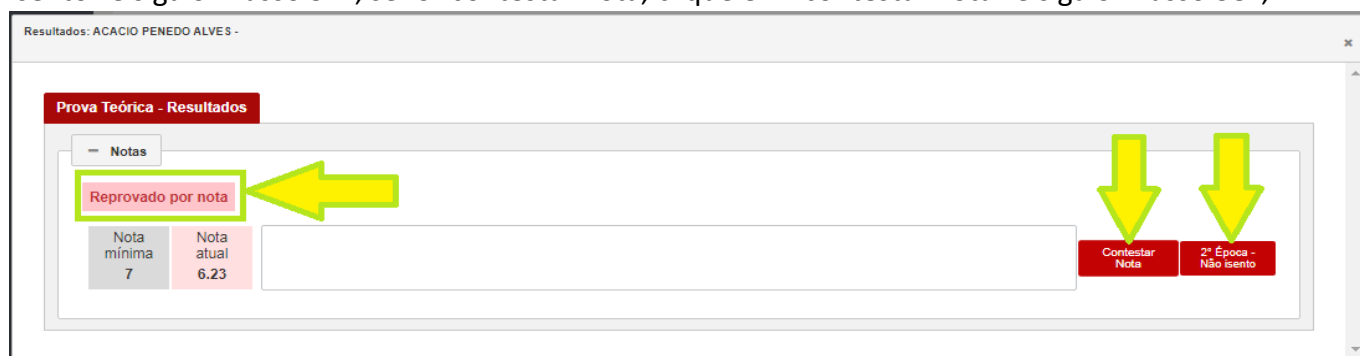 Resultados: ACACIO PENEDO ALVES -
×
Prova Teórica - Resultados
− Notas
Reprovado por nota
Nota mínima
7
Nota atual
6.23
Contestar Nota
2ª Época - Não isento